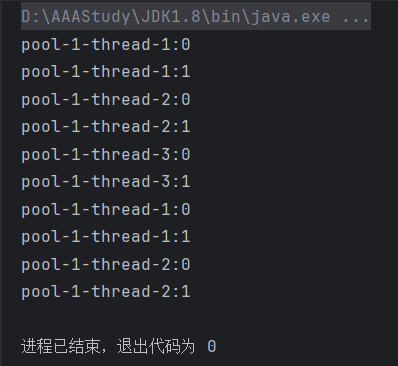 D:\AAAStudy\JDK1.8\bin\java.exe ...
pool-1-thread-1:0
pool-1-thread-1:1
pool-1-thread-2:0
pool-1-thread-2:1
pool-1-thread-3:0
pool-1-thread-3:1
pool-1-thread-1:0
pool-1-thread-1:1
pool-1-thread-2:0
pool-1-thread-2:1
进程已结束，退出代码为 0